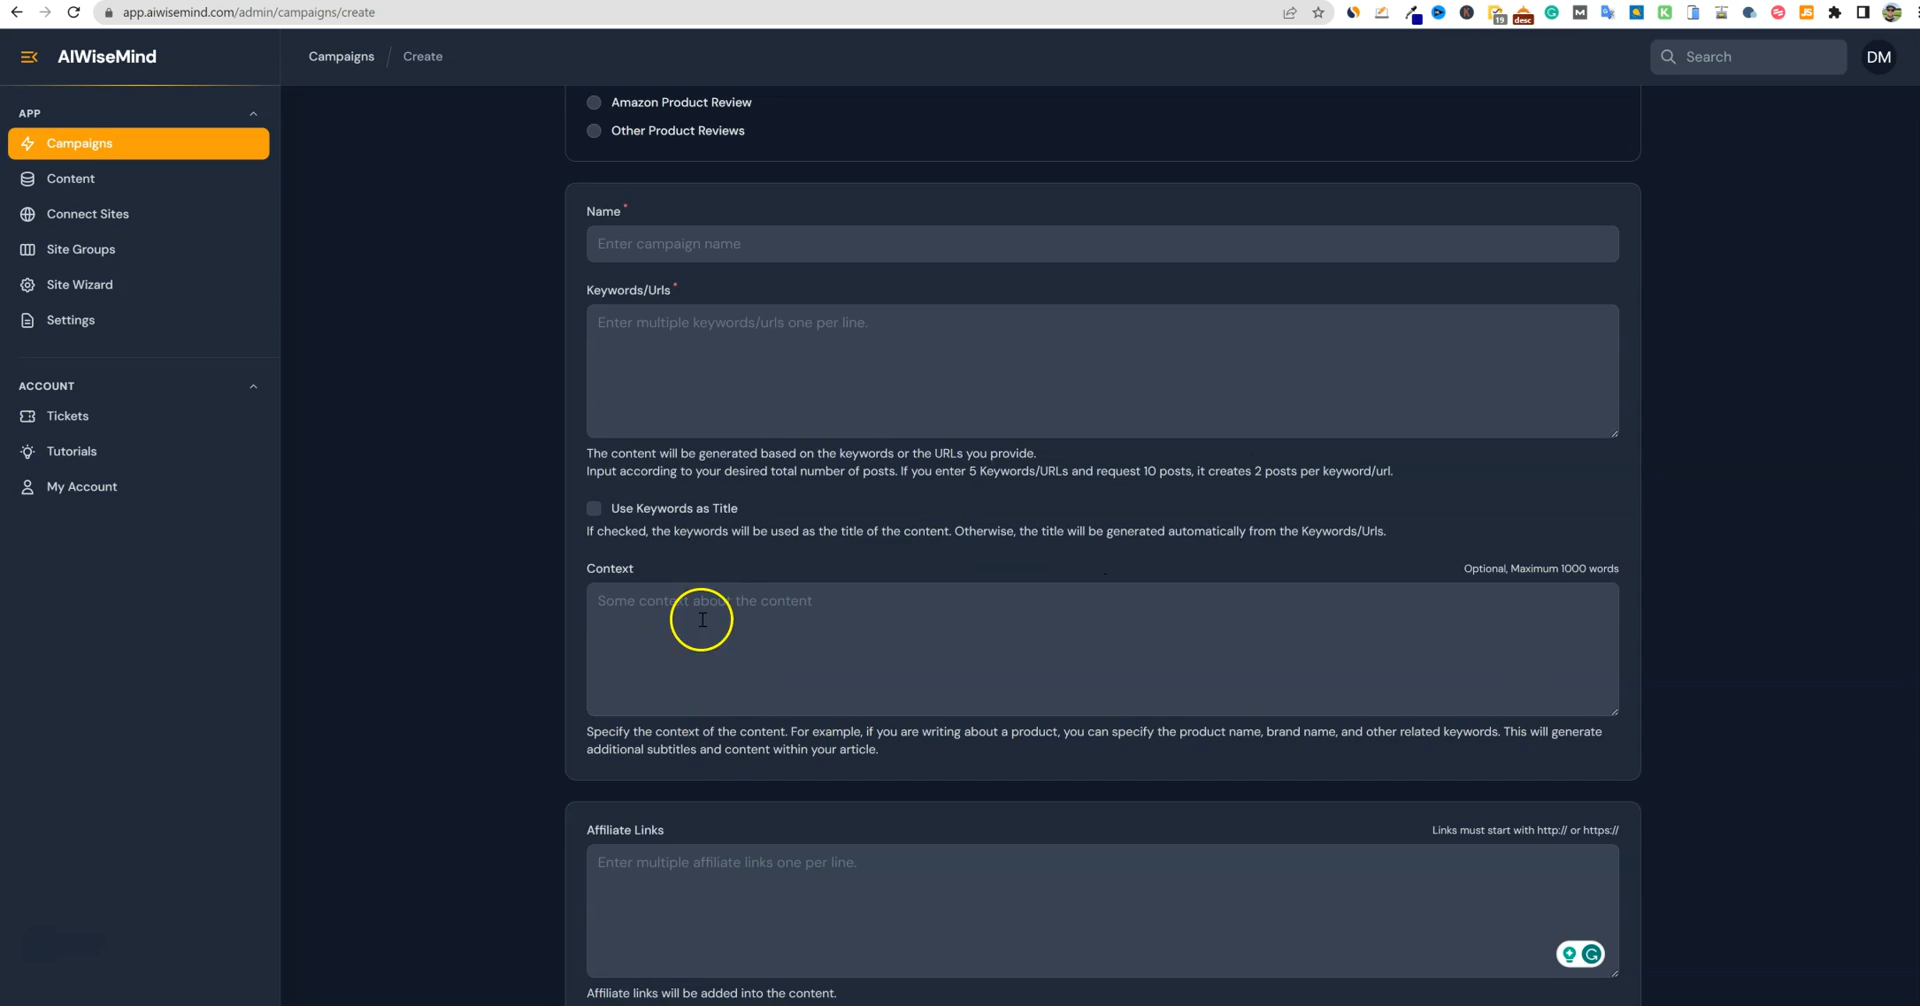 app.aiwisemind.com/admin/campaigns/create
19
desc
AIWiseMind
Campaigns / Create
Search
DM
APP
Campaigns
Content
Connect Sites
Site Groups
Site Wizard
Settings
ACCOUNT
Tickets
Tutorials
My Account
Amazon Product Review
Other Product Reviews
Name *
Enter campaign name
Keywords/Urls *
Enter multiple keywords/urls one per line.
The content will be generated based on the keywords or the URLs you provide.
Input according to your desired total number of posts. If you enter 5 Keywords/URLs and request 10 posts, it creates 2 posts per keyword/url.
Use Keywords as Title
If checked, the keywords will be used as the title of the content. Otherwise, the title will be generated automatically from the Keywords/Urls.
Context
Optional, Maximum 1000 words
Some context about the content
Specify the context of the content. For example, if you are writing about a product, you can specify the product name, brand name, and other related keywords. This will generate
additional subtitles and content within your article.
Affiliate Links
Links must start with http:// or https://
Enter multiple affiliate links one per line.
Affiliate links will be added into the content.